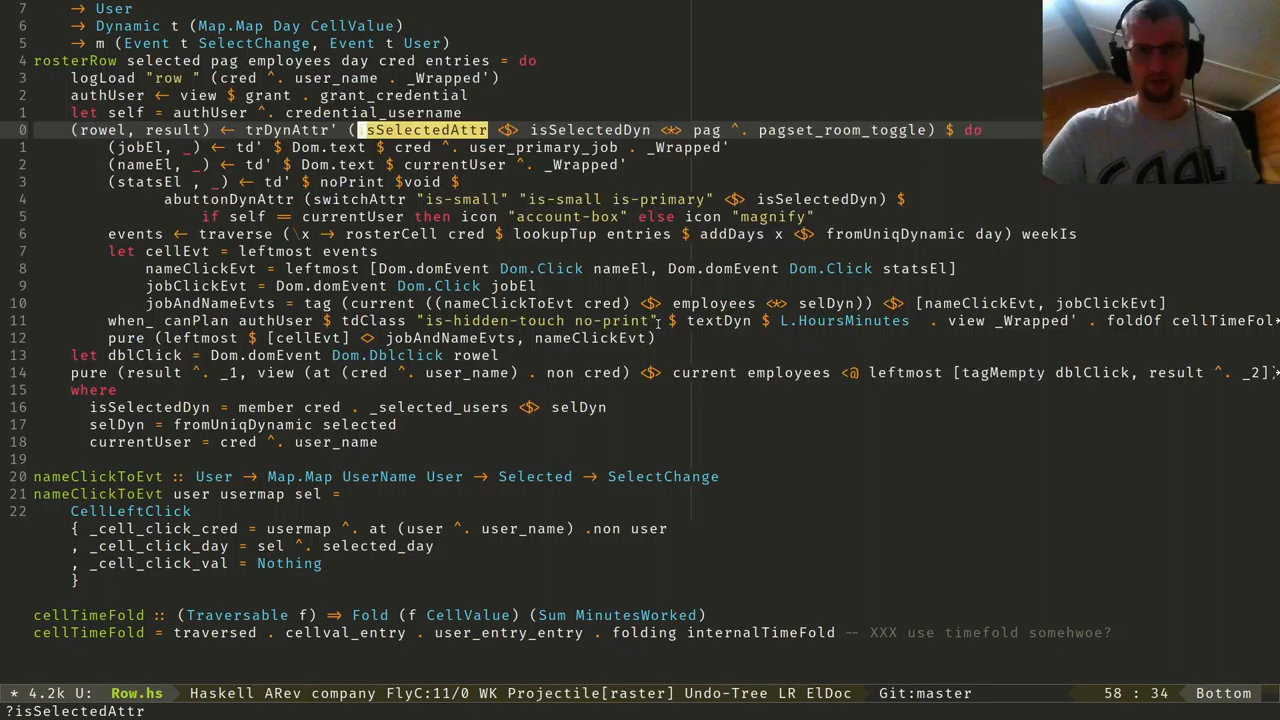 7      → User
6      → Dynamic t (Map.Map Day CellValue)
5      → m (Event t SelectChange, Event t User)
4 rosterRow selected pag employees day cred entries = do
3     logLoad "row " (cred ^. user_name . _Wrapped')
2     authUser ← view $ grant . grant_credential
1     let self = authUser ^. credential_username
0     (rowel, result) ← trDynAttr' (isSelectedAttr <$> isSelectedDyn <*> pag ^. pagset_room_toggle) $ do
1         (jobEl, _) ← td' $ Dom.text $ cred ^. user_primary_job . _Wrapped'
2         (nameEl, _) ← td' $ Dom.text $ currentUser ^. _Wrapped'
3         (statsEl , _) ← td' $ noPrint $void $
4               abuttonDynAttr (switchAttr "is-small" "is-small is-primary" <$> isSelectedDyn) $
5                   if self == currentUser then icon "account-box" else icon "magnify"
6         events ← traverse (\x → rosterCell cred $ lookupTup entries $ addDays x <$> fromUniqDynamic day) weekIs
7         let cellEvt = leftmost events
8             nameClickEvt = leftmost [Dom.domEvent Dom.Click nameEl, Dom.domEvent Dom.Click statsEl]
9             jobClickEvt = Dom.domEvent Dom.Click jobEl
10            jobAndNameEvts = tag (current ((nameClickToEvt cred) <$> employees <*> selDyn)) <$> [nameClickEvt, jobClickEvt]
11        when_ canPlan authUser $ tdClass "is-hidden-touch no-print" $ textDyn $ L.HoursMinutes . view _Wrapped' . foldOf cellTimeFol
12        pure (leftmost $ [cellEvt] <> jobAndNameEvts, nameClickEvt)
13    let dblClick = Dom.domEvent Dom.Dblclick rowel
14    pure (result ^. _1, view (at (cred ^. user_name) . non cred) <$> current employees <@ leftmost [tagMempty dblClick, result ^. _2])
15    where
16      isSelectedDyn = member cred . _selected_users <$> selDyn
17      selDyn = fromUniqDynamic selected
18      currentUser = cred ^. user_name
19
20 nameClickToEvt :: User → Map.Map UserName User → Selected → SelectChange
21 nameClickToEvt user usermap sel =
22    CellLeftClick
    { _cell_click_cred = usermap ^. at (user ^. user_name) .non user
    , _cell_click_day = sel ^. selected_day
    , _cell_click_val = Nothing
    }
cellTimeFold :: (Traversable f) ⇒ Fold (f CellValue) (Sum MinutesWorked)
cellTimeFold = traversed . cellval_entry . user_entry_entry . folding internalTimeFold -- XXX use timefold somehwoe?
* 4.2k U: Row.hs Haskell ARev company FlyC:11/0 WK Projectile[raster] Undo-Tree LR ElDoc Git:master 58 : 34 Bottom
?isSelectedAttr